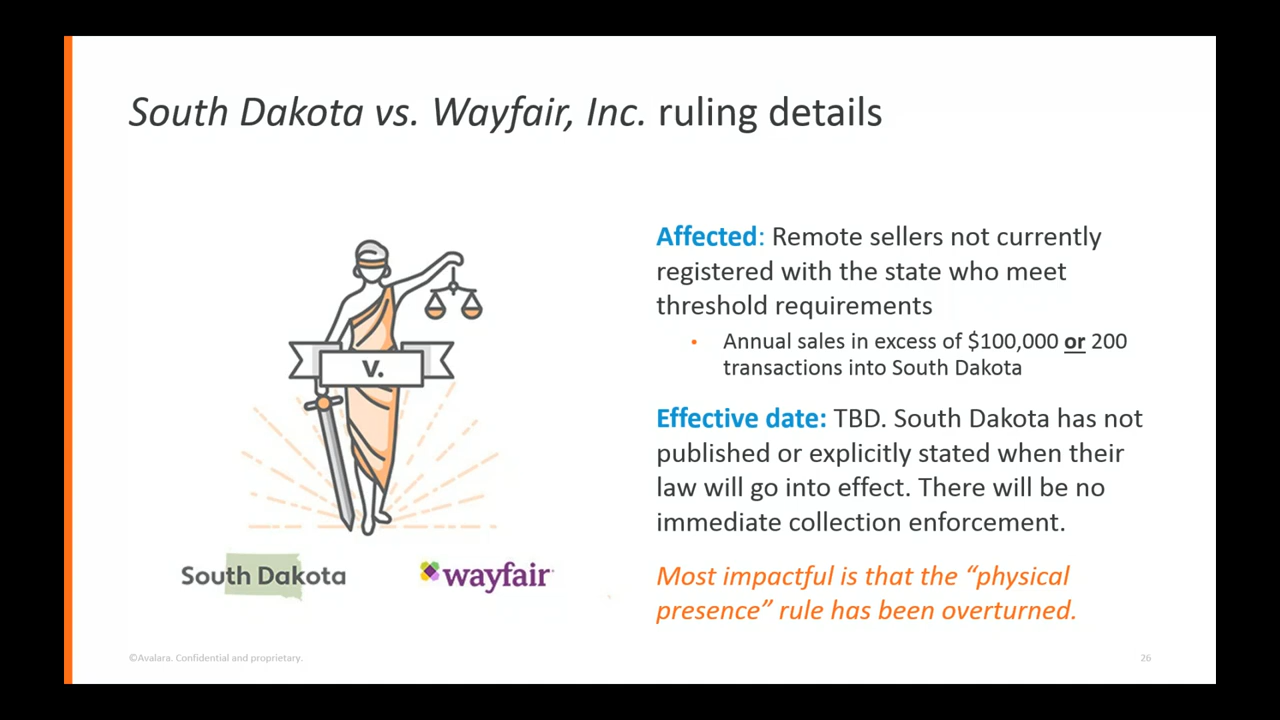 South Dakota vs. Wayfair, Inc. ruling details
V.
South Dakota
wayfair
Affected: Remote sellers not currently
registered with the state who meet
threshold requirements
• Annual sales in excess of $100,000 or 200
transactions into South Dakota
Effective date: TBD. South Dakota has not
published or explicitly stated when their
law will go into effect. There will be no
immediate collection enforcement.
Most impactful is that the “physical
presence” rule has been overturned.
©Avalara. Confidential and proprietary.
26